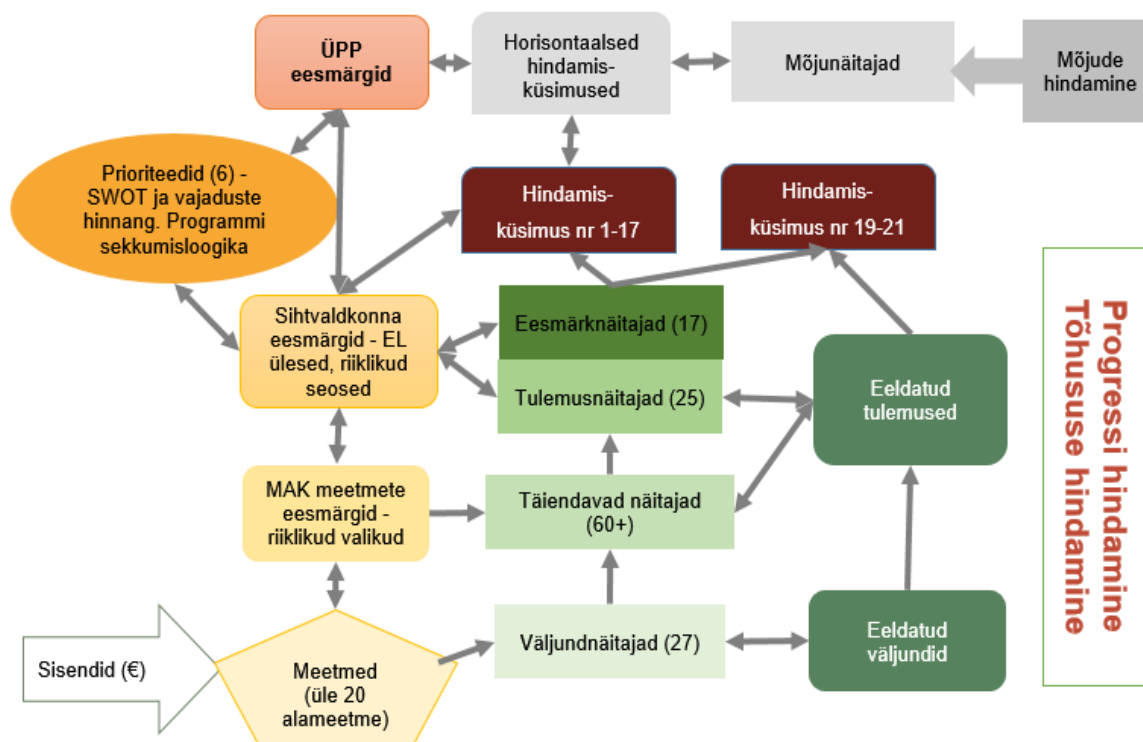 ÜPP
eesmärgid
Horisontaalsed
hindamis-
küsimused
Mõjunäitajad
Mõjude
hindamine
Prioriteedid (6) -
SWOT ja vajaduste
hinnang. Programmi
sekkumisloogika
Hindamis-
küsimus nr 1-17
Hindamis-
küsimus nr 19-21
Sihtvaldkonna
eesmärgid - EL
ülesed, riiklikud
seosed
Eesmärknäitajad (17)
Tulemusnäitajad (25)
Eeldatud
tulemused
MAK meetmete
eesmärgid -
riiklikud valikud
Täiendavad näitajad
(60+)
Sisendid (€)
Meetmed
(üle 20
alameetme)
Väljundnäitajad (27)
Eeldatud
väljundid
Progressi hindamine
Tõhususe hindamine